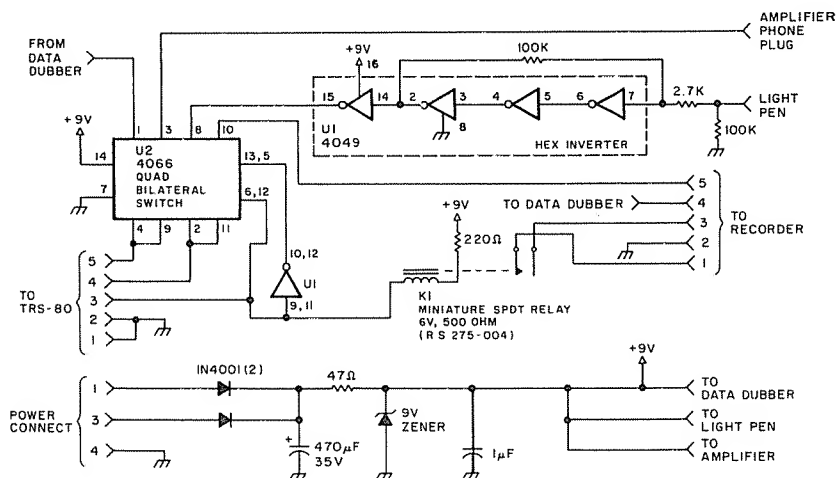 AMPLIFIER
PHONE
PLUG
FROM
DATA
DUBBER
+9V
16
100K
15
14
2
3
4
5
6
7
2.7K
LIGHT
PEN
8
U1
4049
HEX INVERTER
100K
+9V
1
3
8
10
14
U2
4066
QUAD
BILATERAL
SWITCH
13,5
6,12
7
4
9
2
11
TO DATA DUBBER
5
4
3
2
1
TO
RECORDER
+9V
220Ω
10,12
U1
9,11
K1
MINIATURE SPDT RELAY
6V, 500 OHM
(RS 275-004)
TO
TRS-80
5
4
3
2
1
1N4001(2)
47Ω
+9V
POWER
CONNECT
1
3
4
+
470µF
35V
9V
ZENER
1µF
TO
DATA DUBBER
TO
LIGHT PEN
TO
AMPLIFIER